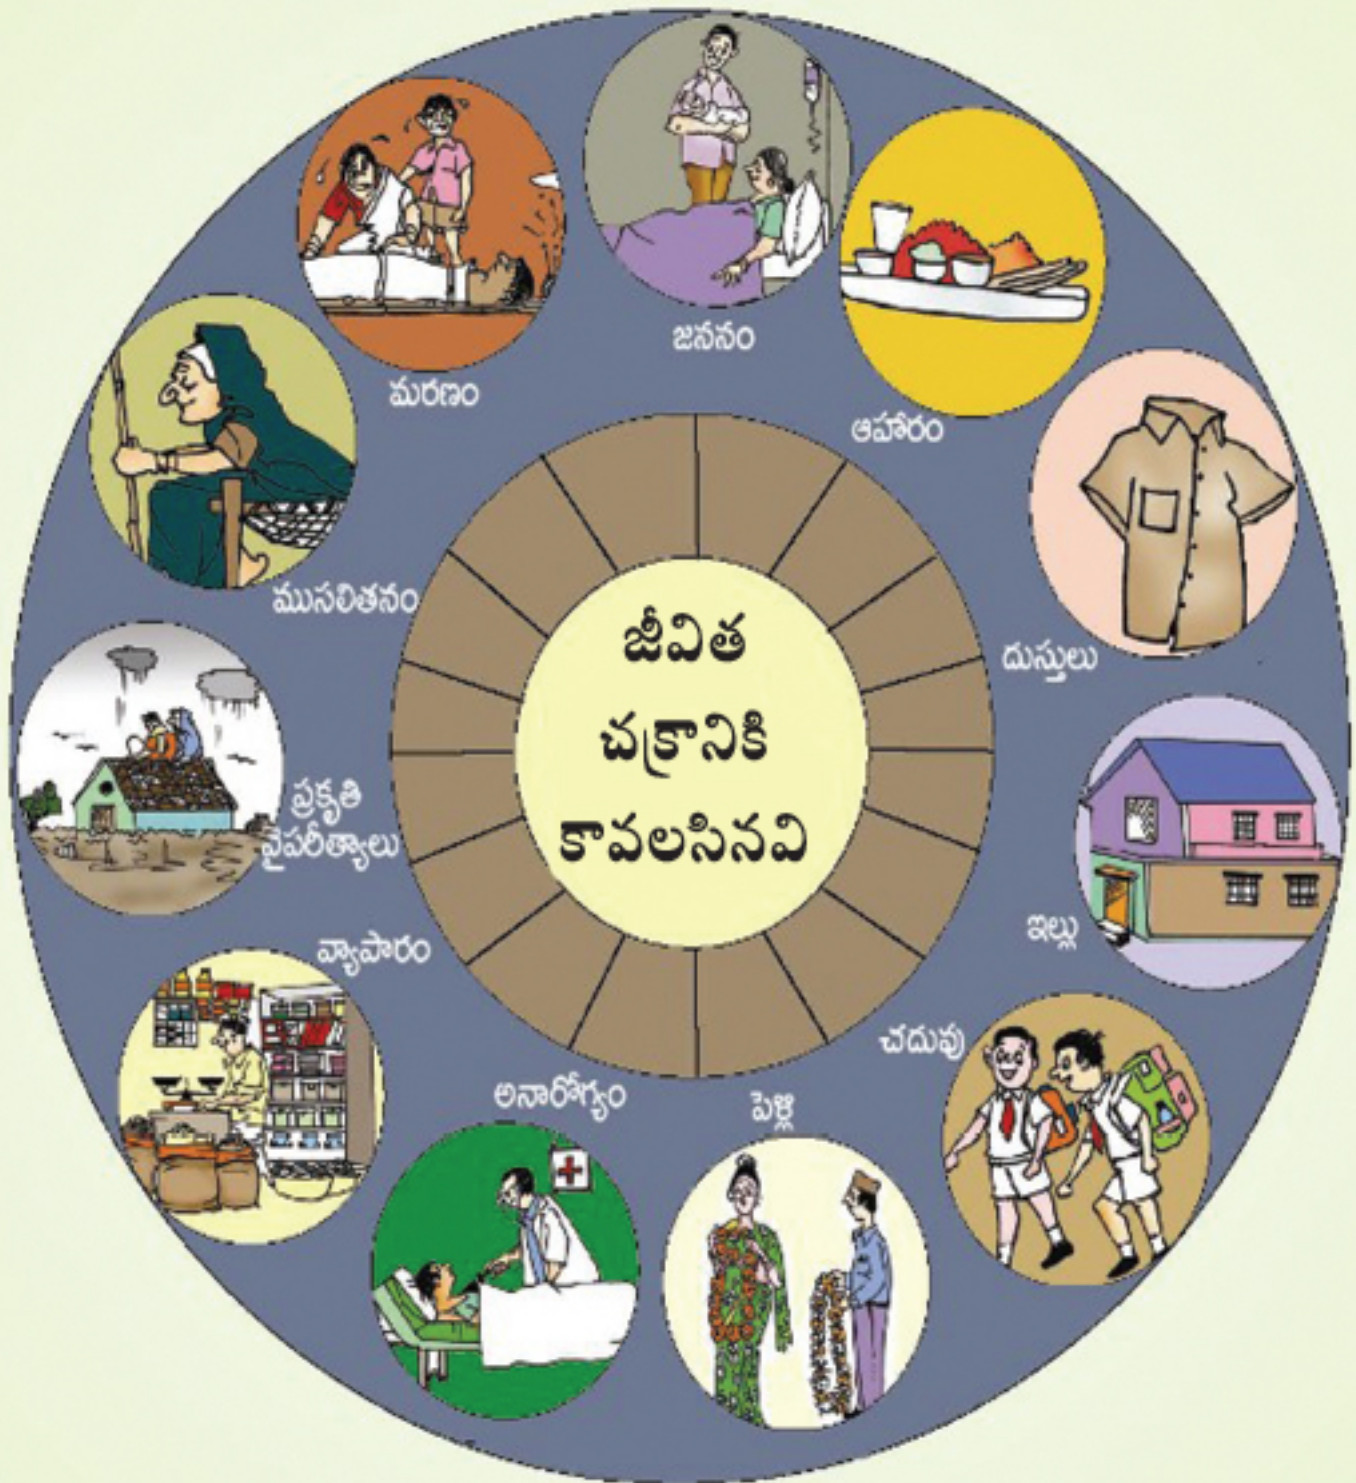 జీవిత
చక్రానికి
కావలసినవి
జననం
ఆహారం
దుస్తులు
ఇల్లు
చదువు
పెళ్లి
అనారోగ్యం
వ్యాపారం
ప్రకృతి
వైపరీత్యాలు
ముసలితనం
మరణం